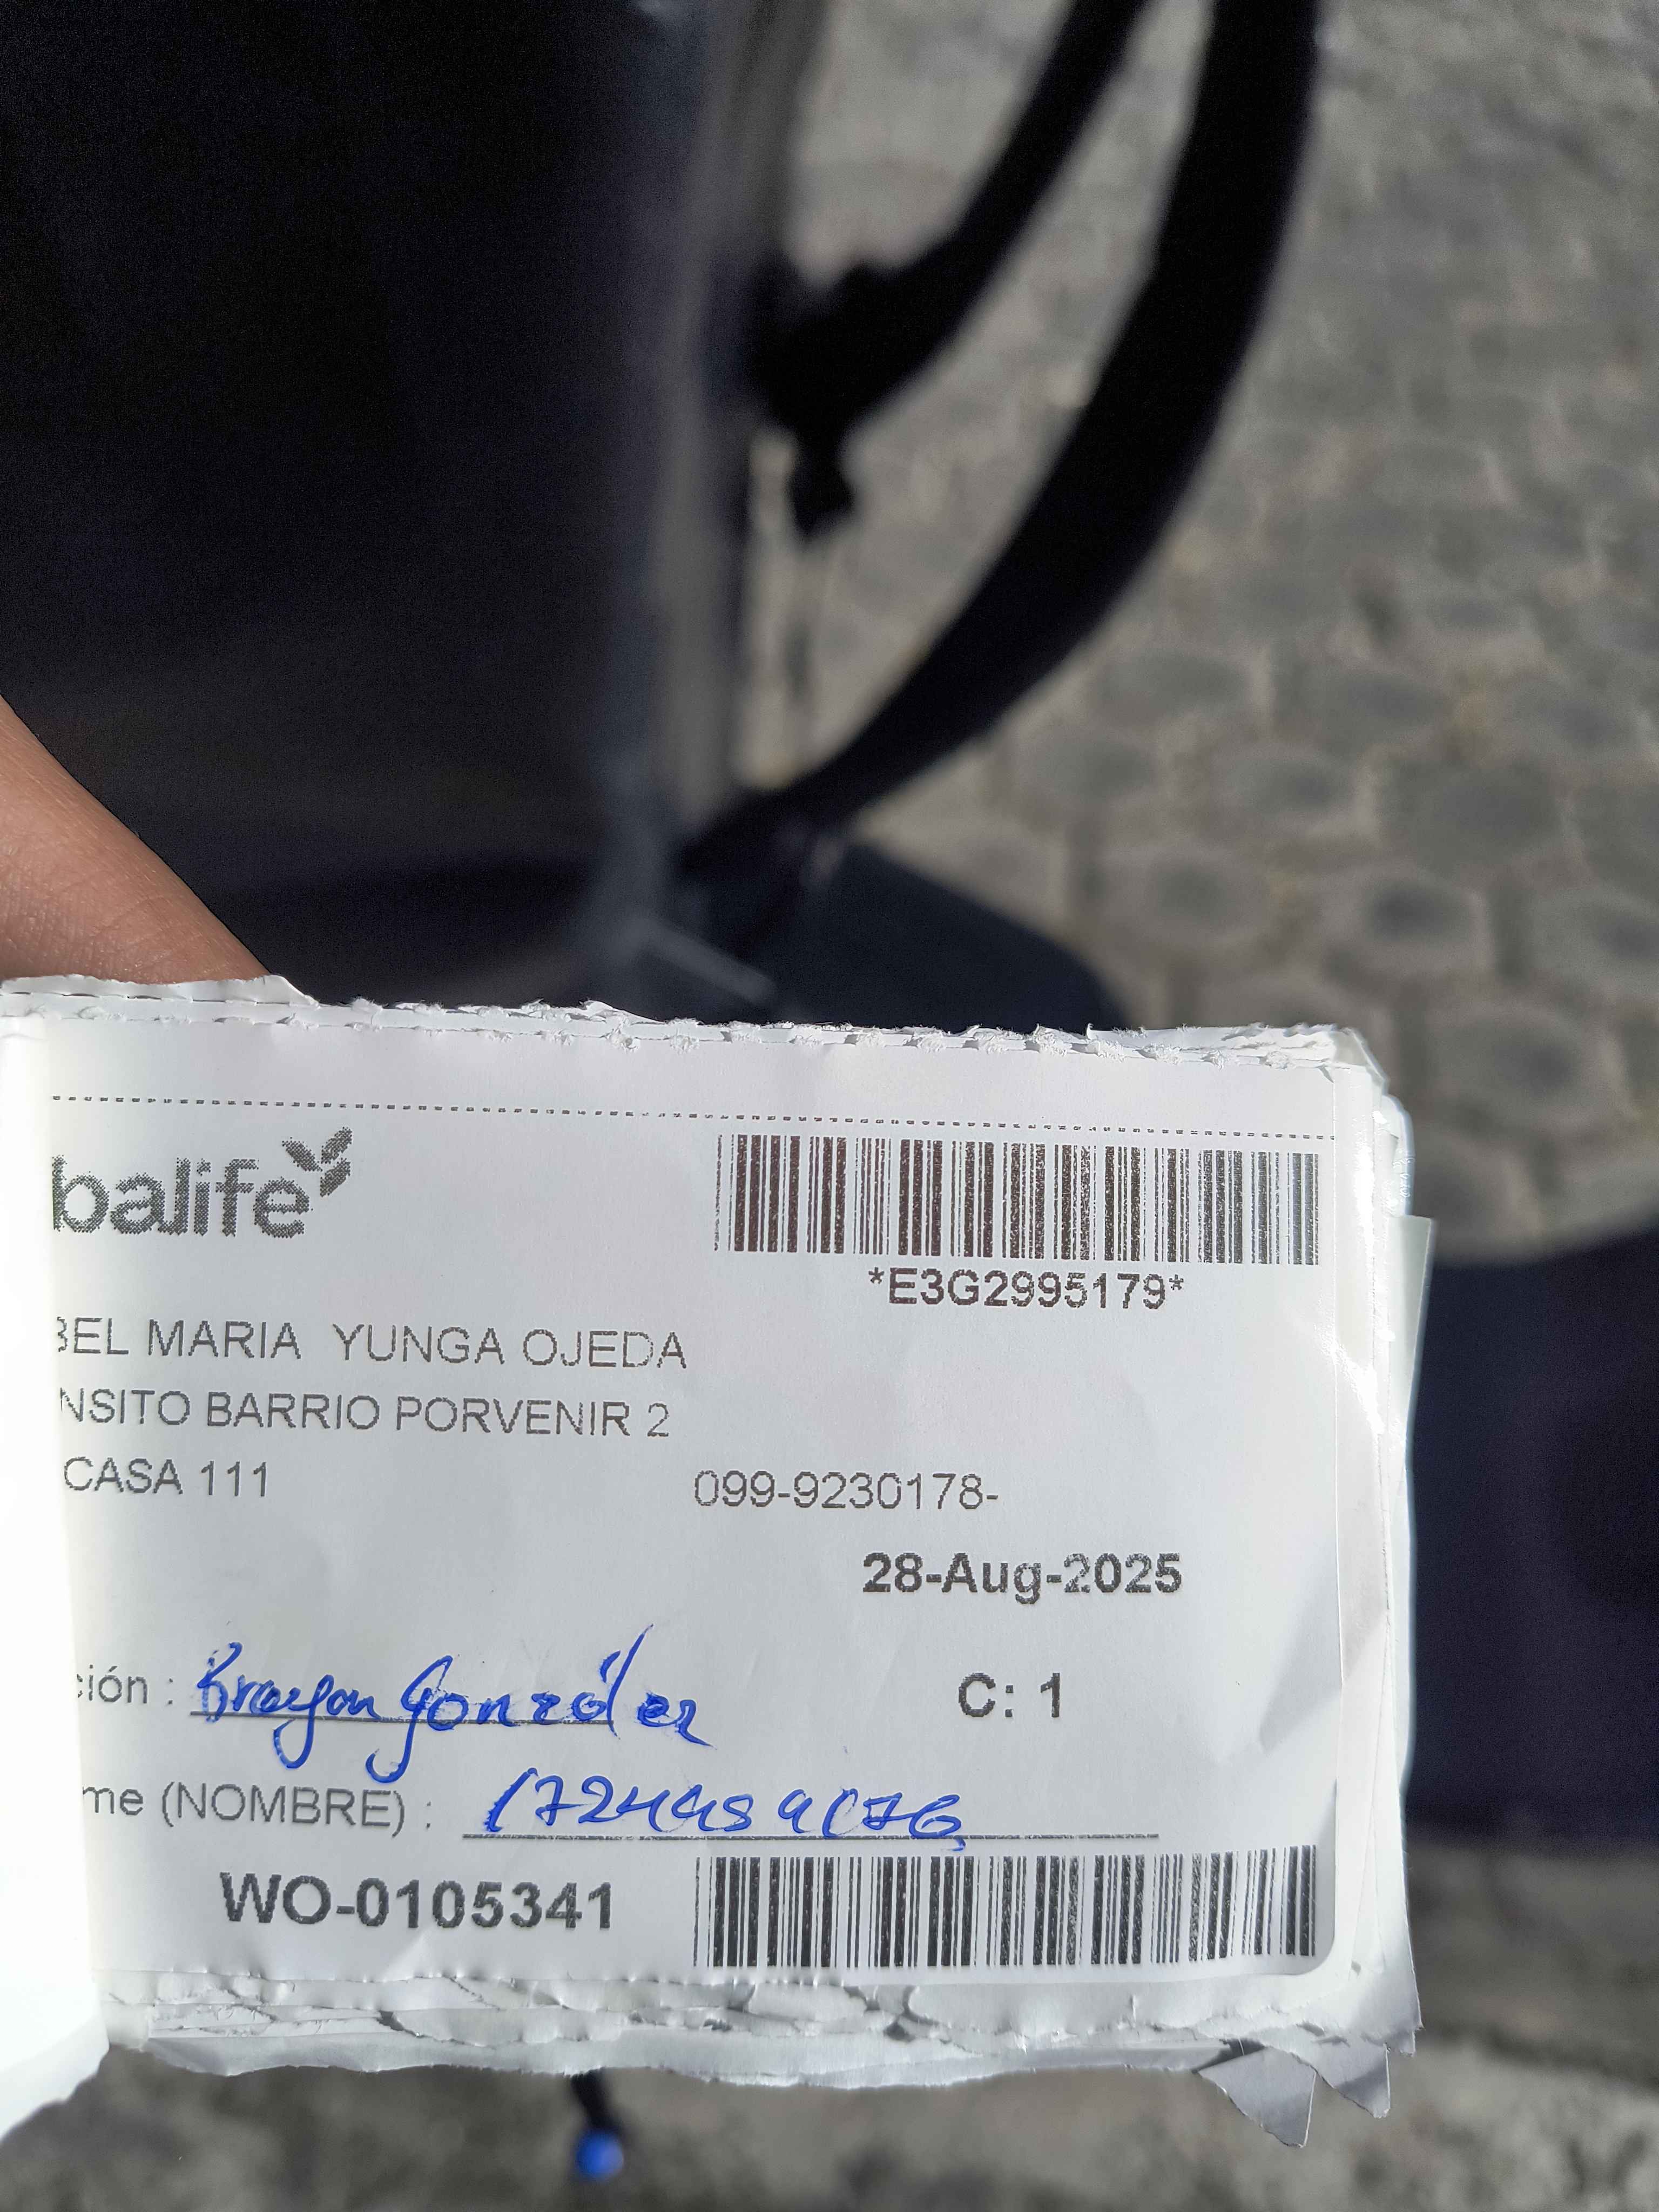 balife
*E3G2995179*
BEL MARIA YUNGA OJEDA
NSITO BARRIO PORVENIR 2
CASA 111 099-9230178-
28-Aug-2025
ción : Brayan González C: 1
me (NOMBRE) :
WO-0105341